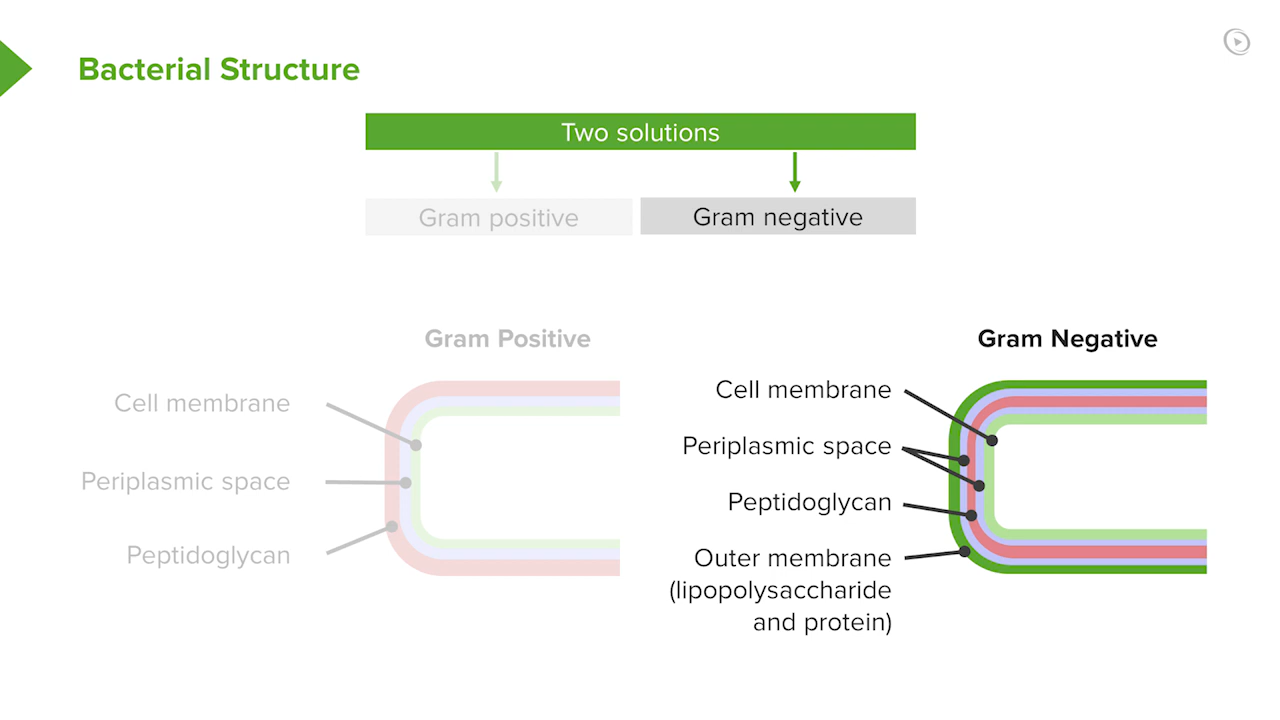 Bacterial Structure
Two solutions
Gram positive
Gram negative
Gram Positive
Cell membrane
Periplasmic space
Peptidoglycan
Gram Negative
Cell membrane
Periplasmic space
Peptidoglycan
Outer membrane
(lipopolysaccharide
and protein)